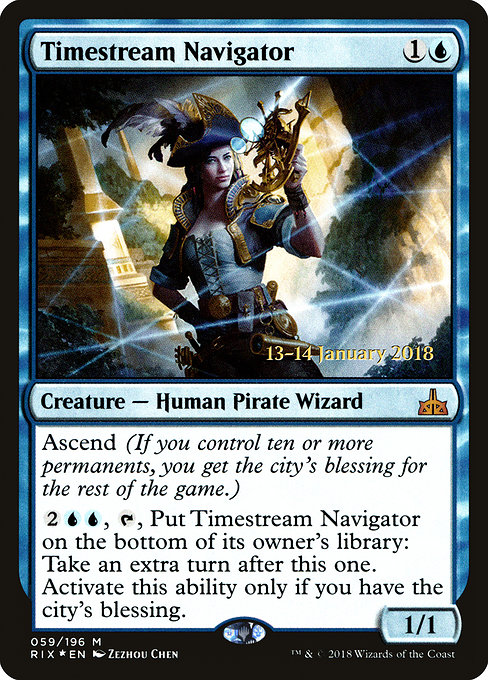 Timestream Navigator 1
13–14 January 2018
Creature — Human Pirate Wizard
Ascend (If you control ten or more
permanents, you get the city's blessing for
the rest of the game.)
2, , Put Timestream Navigator
on the bottom of its owner's library:
Take an extra turn after this one.
Activate this ability only if you have the
city's blessing.
1/1
059/196 M
RIX★EN Zezhou Chen
™ & © 2018 Wizards of the Coast